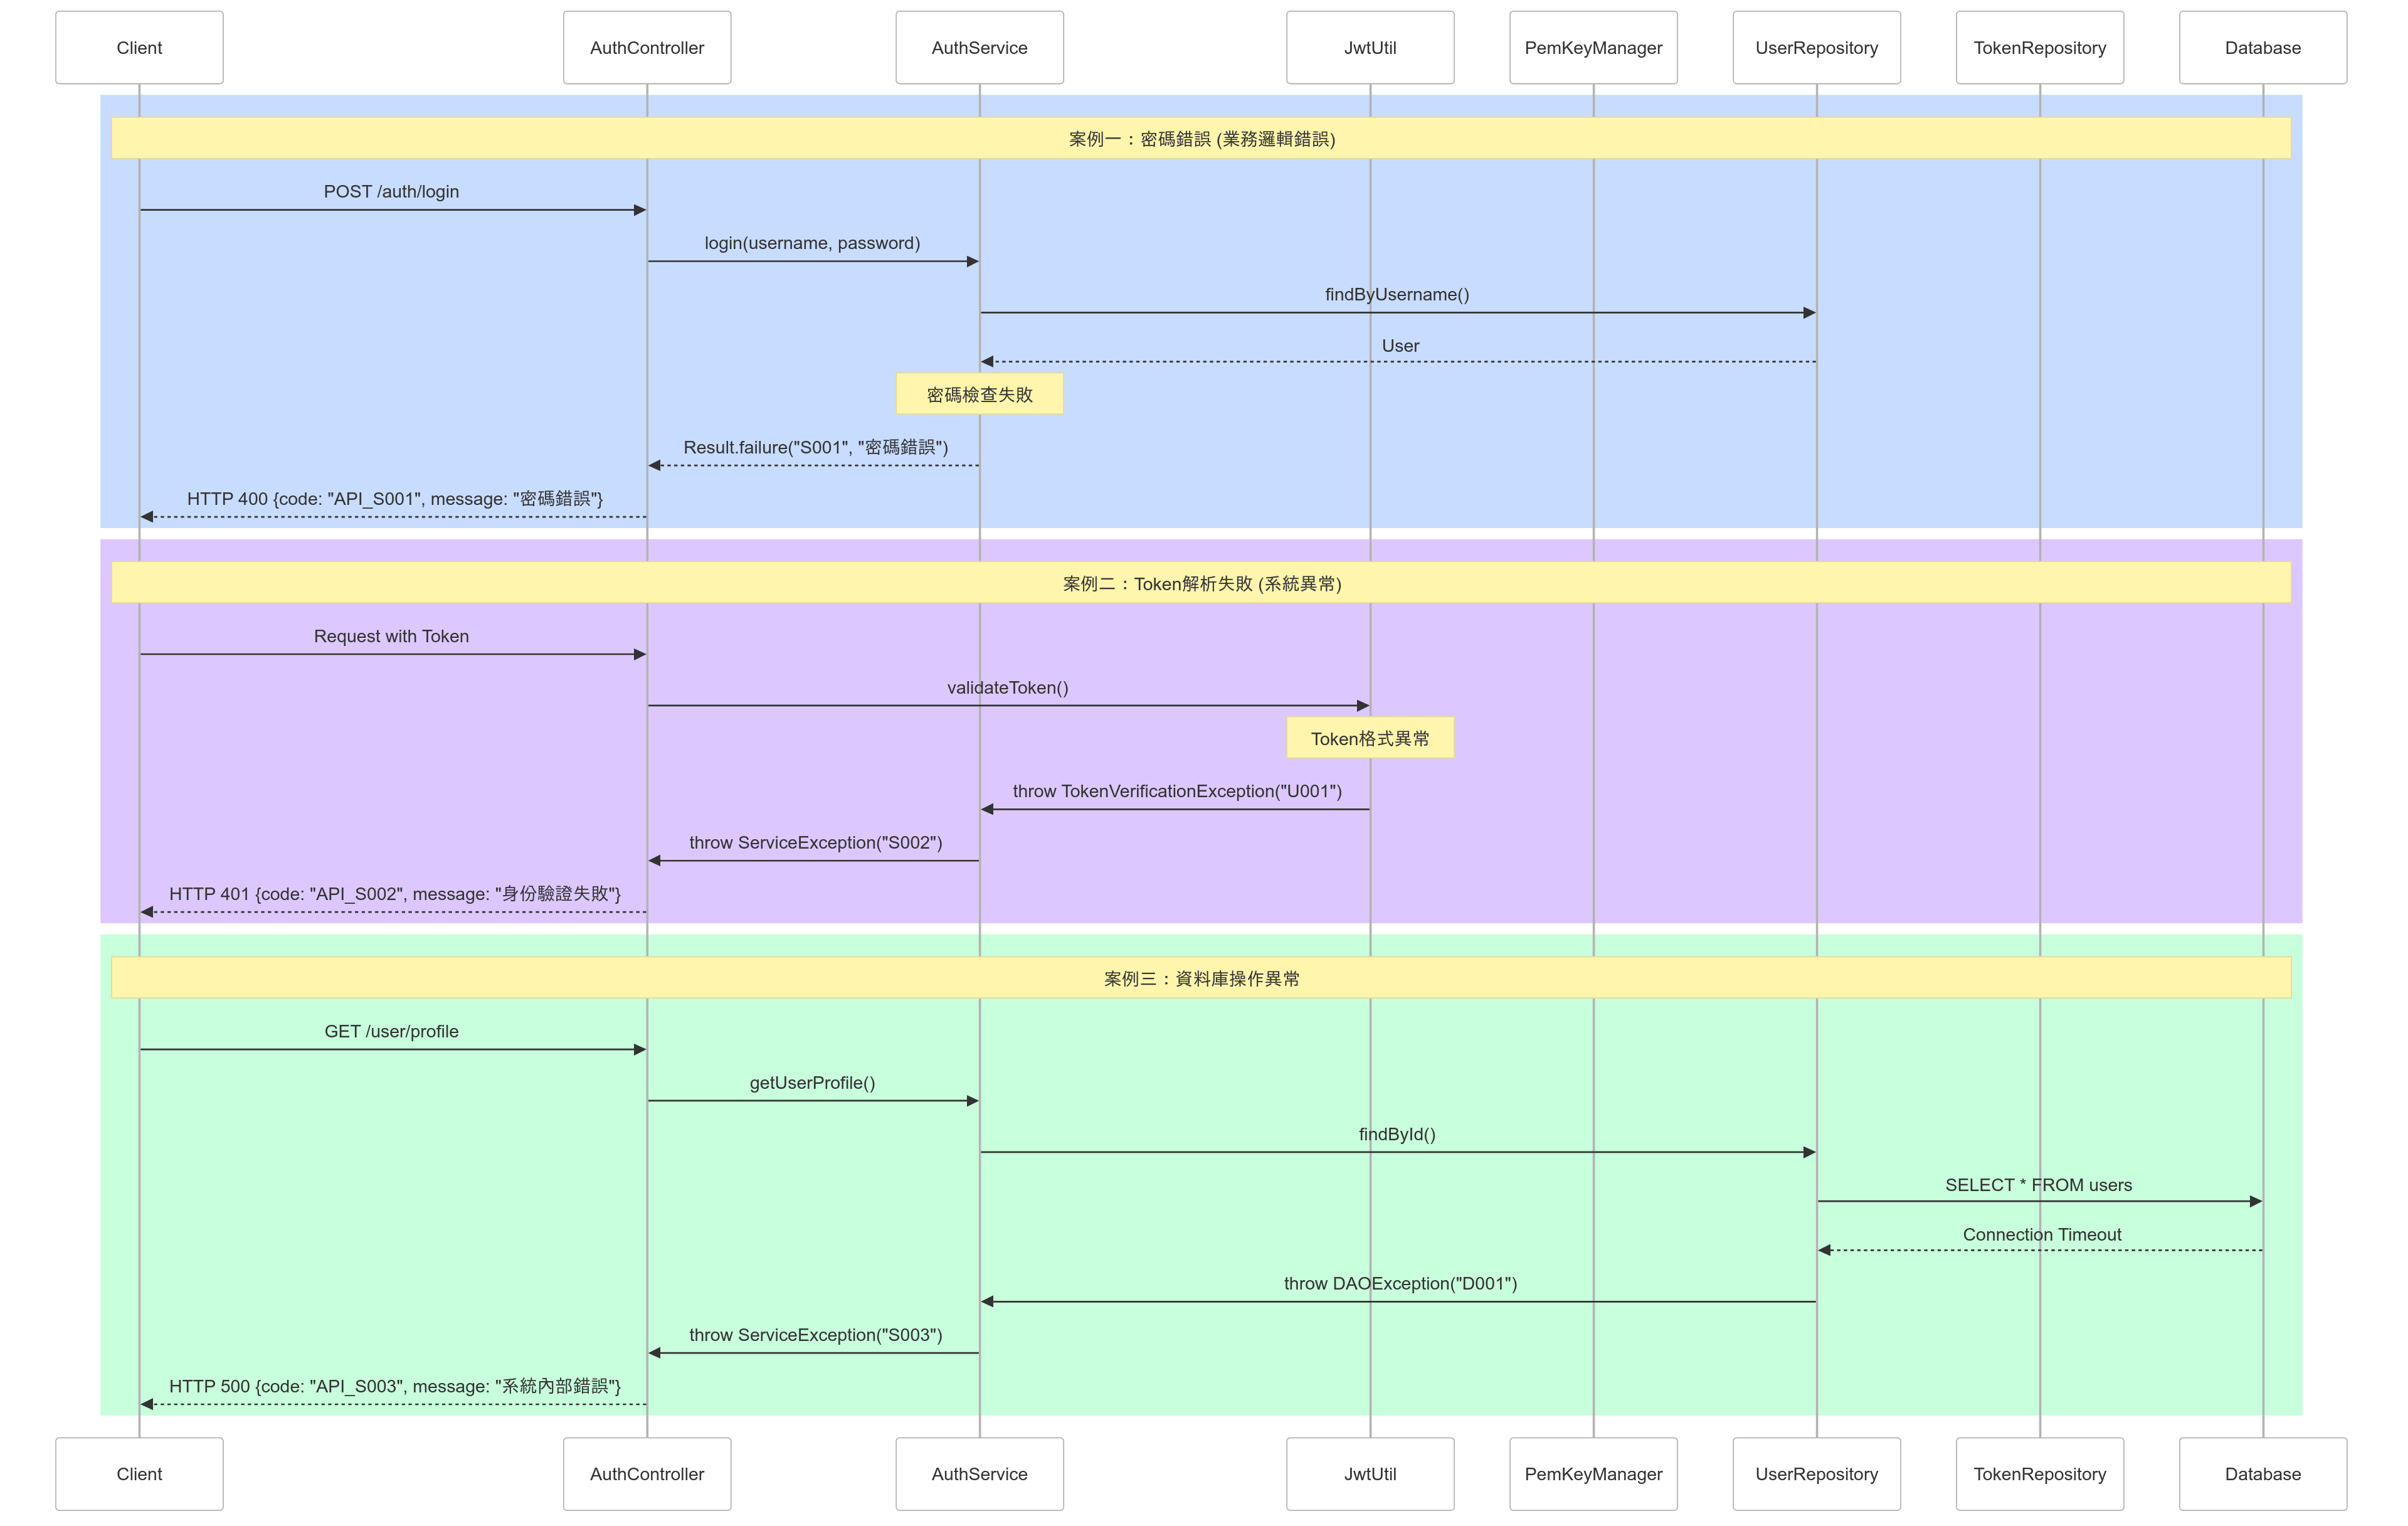 Client
AuthController
AuthService
JwtUtil
PemKeyManager
UserRepository
TokenRepository
Database
案例一：密碼錯誤 (業務邏輯錯誤)
POST /auth/login
login(username, password)
findByUsername()
User
密碼檢查失敗
Result.failure("S001", "密碼錯誤")
HTTP 400 {code: "API_S001", message: "密碼錯誤"}
案例二：Token解析失敗 (系統異常)
Request with Token
validateToken()
Token格式異常
throw TokenVerificationException("U001")
throw ServiceException("S002")
HTTP 401 {code: "API_S002", message: "身份驗證失敗"}
案例三：資料庫操作異常
GET /user/profile
getUserProfile()
findById()
SELECT * FROM users
Connection Timeout
throw DAOException("D001")
throw ServiceException("S003")
HTTP 500 {code: "API_S003", message: "系統內部錯誤"}
Client
AuthController
AuthService
JwtUtil
PemKeyManager
UserRepository
TokenRepository
Database